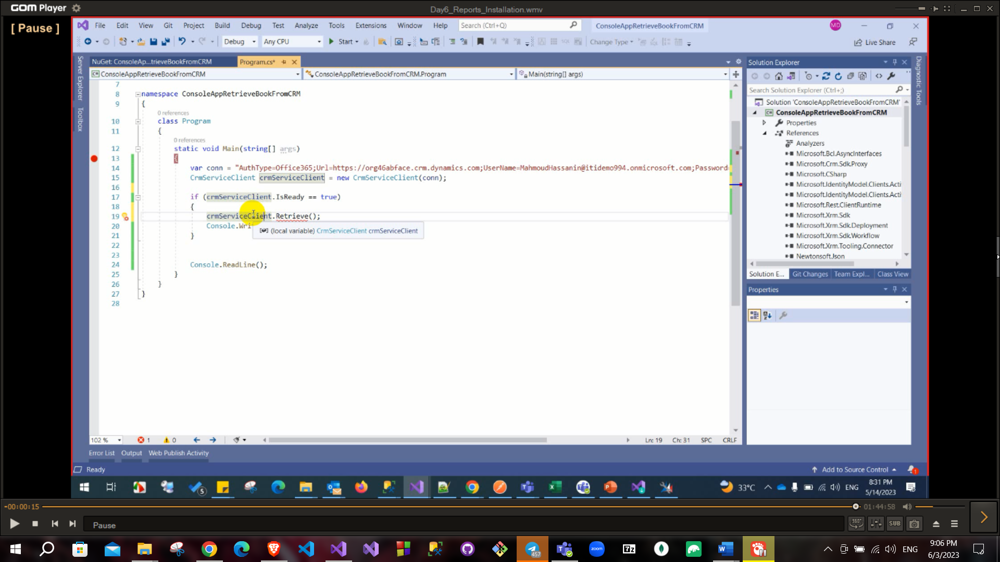 GOM Player
Day6_Reports_Installation.wmv
[ Pause ]
File Edit View Git Project Build Debug Test Analyze Tools Extensions Window Help Search (Ctrl+Q) ConsoleAppRetrieveBookFromCRM MD
Debug Any CPU Start Change Type Live Share
Server Explorer
Toolbox
NuGet: ConsoleAp...trieveBookFromCRM Program.cs*
ConsoleAppRetrieveBookFromCRM ConsoleAppRetrieveBookFromCRM.Program Main(string[] args)
7
8 namespace ConsoleAppRetrieveBookFromCRM
9 {
0 references
10 class Program
11 {
0 references
12 static void Main(string[] args)
13 {
14 var conn = "AuthType=Office365;Url=https://org46abface.crm.dynamics.com;UserName=MahmoudHassanin@itidemo994.onmicrosoft.com;Password=
15 CrmServiceClient crmServiceClient = new CrmServiceClient(conn);
16
17 if (crmServiceClient.IsReady == true)
18 {
19 crmServiceClient.Retrieve();
20 Console.Wri
(local variable) CrmServiceClient crmServiceClient
21 }
22
23
24 Console.ReadLine();
25 }
26 }
27 }
28
Solution Explorer
Search Solution Explorer (Ctrl+;)
Solution 'ConsoleAppRetrieveBookFromCRM'
ConsoleAppRetrieveBookFromCRM
Properties
References
Analyzers
Microsoft.Bcl.AsyncInterfaces
Microsoft.Crm.Sdk.Proxy
Microsoft.CSharp
Microsoft.IdentityModel.Clients.Acti
Microsoft.IdentityModel.Clients.Acti
Microsoft.Rest.ClientRuntime
Microsoft.Xrm.Sdk
Microsoft.Xrm.Sdk.Deployment
Microsoft.Xrm.Sdk.Workflow
Microsoft.Xrm.Tooling.Connector
Newtonsoft.Json
Solution E... Git Changes Team Expl... Class View
Properties
Diagnostic Tools
102 % 1 0 Ln: 19 Ch: 31 SPC CRLF
Error List Output Web Publish Activity
Ready Add to Source Control 1
5 33°C ENG 8:31 PM
5/14/2023
-00:00:15 01:44:58
Pause 360° SUB
457 zoom 7z ENG 9:06 PM
6/3/2023